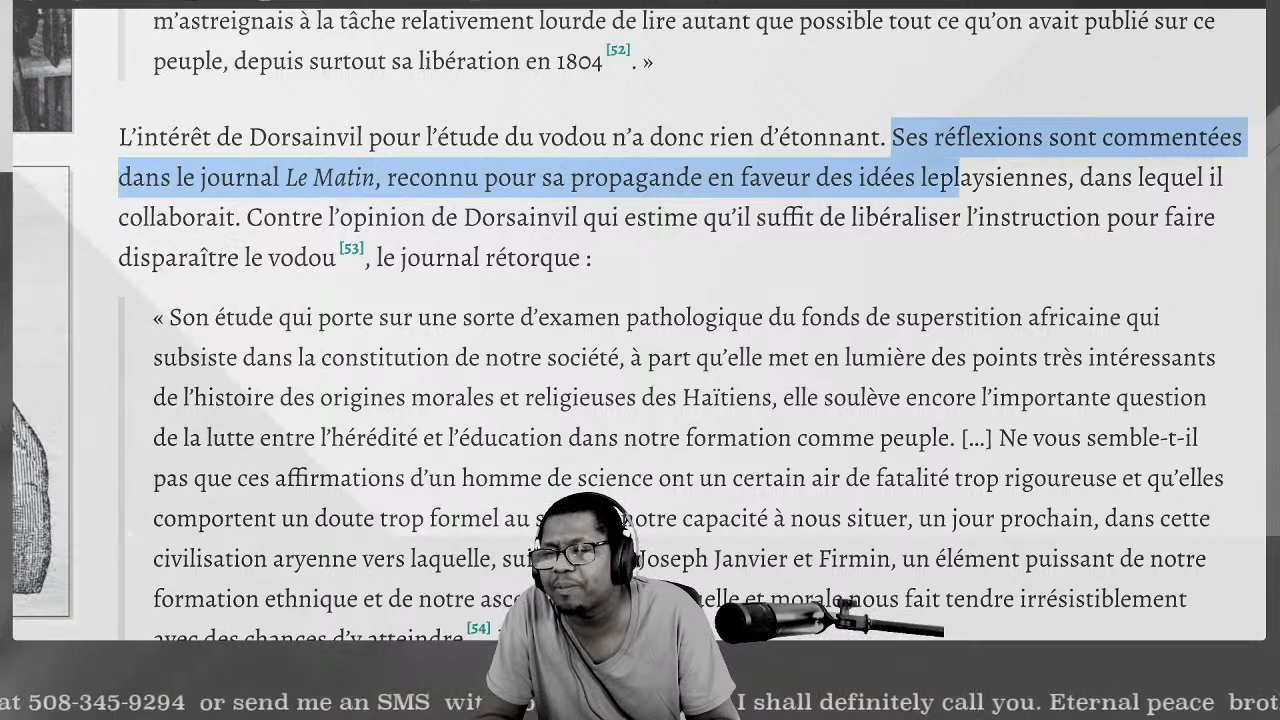 m’astreignais à la tâche relativement lourde de lire autant que possible tout ce qu’on avait publié sur ce
peuple, depuis surtout sa libération en 1804 [52]. »
L’intérêt de Dorsainvil pour l’étude du vodou n’a donc rien d’étonnant. Ses réflexions sont commentées
dans le journal Le Matin, reconnu pour sa propagande en faveur des idées leplaysiennes, dans lequel il
collaborait. Contre l’opinion de Dorsainvil qui estime qu’il suffit de libéraliser l’instruction pour faire
disparaître le vodou [53], le journal rétorque :
« Son étude qui porte sur une sorte d’examen pathologique du fonds de superstition africaine qui
subsiste dans la constitution de notre société, à part qu’elle met en lumière des points très intéressants
de l’histoire des origines morales et religieuses des Haïtiens, elle soulève encore l’importante question
de la lutte entre l’hérédité et l’éducation dans notre formation comme peuple. [...] Ne vous semble-t-il
pas que ces affirmations d’un homme de science ont un certain air de fatalité trop rigoureuse et qu’elles
comportent un doute trop formel au notre capacité à nous situer, un jour prochain, dans cette
civilisation aryenne vers laquelle, Joseph Janvier et Firmin, un élément puissant de notre
formation ethnique et de notre et morale nous fait tendre irrésistiblement
avec des chances d’y atteindre [54]
at 508-345-9294 or send me an SMS I shall definitely call you. Eternal peace